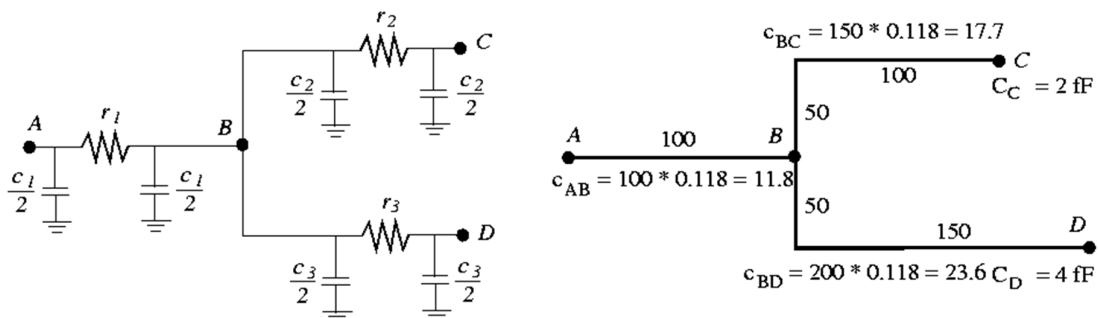 r2
C
c2/2
c2/2
A
r1
B
c1/2
c1/2
r3
D
c3/2
c3/2
cBC = 150 * 0.118 = 17.7
C
100
CC = 2 fF
50
A
100
B
cAB = 100 * 0.118 = 11.8
50
150
D
cBD = 200 * 0.118 = 23.6
CD = 4 fF